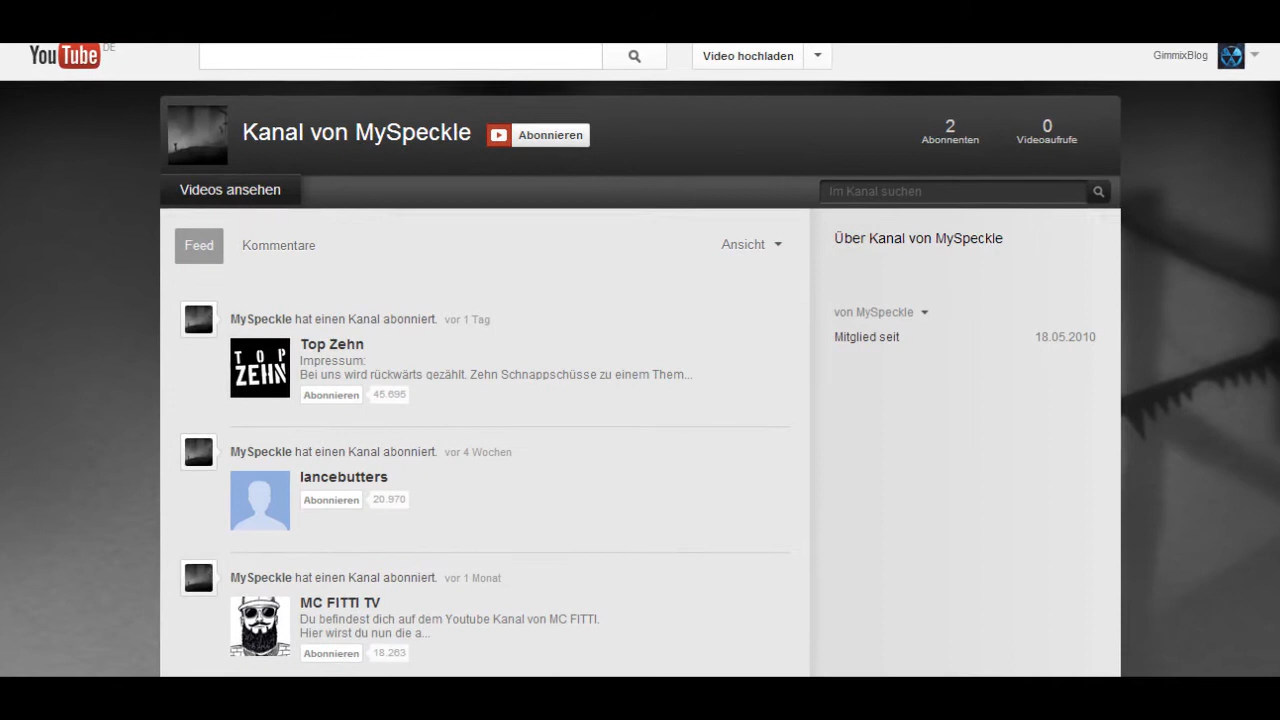 YouTube DE
Video hochladen
GimmixBlog
Kanal von MySpeckle
Abonnieren
2
Abonnenten
0
Videoaufrufe
Videos ansehen
Im Kanal suchen
Feed
Kommentare
Ansicht
MySpeckle hat einen Kanal abonniert. vor 1 Tag
TOP
ZEHN
Top Zehn
Impressum:
Bei uns wird rückwärts gezählt. Zehn Schnappschüsse zu einem Them...
Abonnieren 45.695
MySpeckle hat einen Kanal abonniert. vor 4 Wochen
lancebutters
Abonnieren 20.970
MySpeckle hat einen Kanal abonniert. vor 1 Monat
MC FITTI TV
Du befindest dich auf dem Youtube Kanal von MC FITTI.
Hier wirst du nun die a...
Abonnieren 18.263
Über Kanal von MySpeckle
von MySpeckle
Mitglied seit 18.05.2010